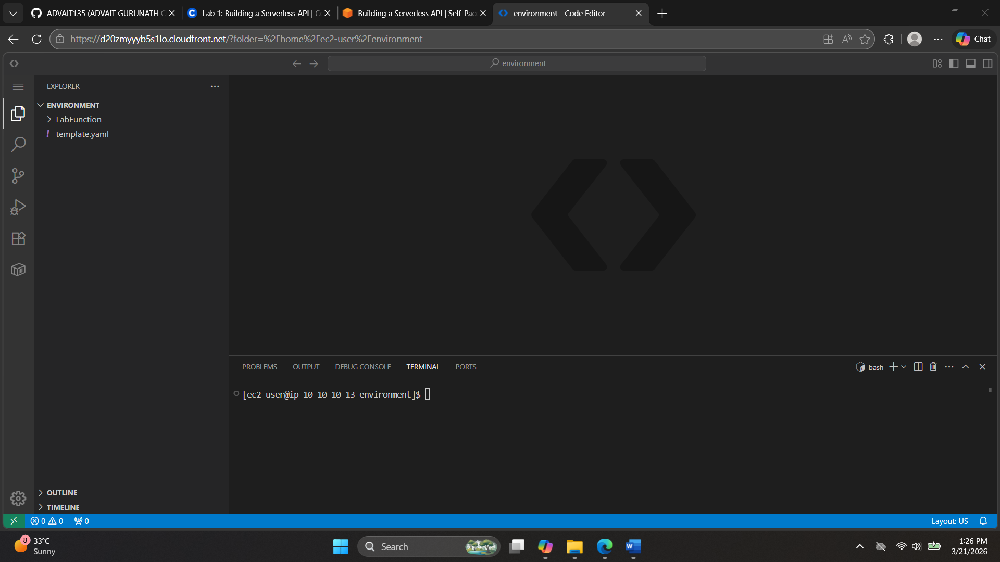 ADVAIT135 (ADVAIT GURUNATH C
Lab 1: Building a Serverless API | Co
Building a Serverless API | Self-Pac
environment - Code Editor
https://d20zmyyyb5s1lo.cloudfront.net/?folder=%2Fhome%2Fec2-user%2Fenvironment
Chat
environment
EXPLORER
ENVIRONMENT
LabFunction
! template.yaml
PROBLEMS
OUTPUT
DEBUG CONSOLE
TERMINAL
PORTS
bash
[ec2-user@ip-10-10-10-13 environment]$
OUTLINE
TIMELINE
0 0 0
Layout: US
8
33°C
Sunny
Search
1:26 PM
3/21/2026